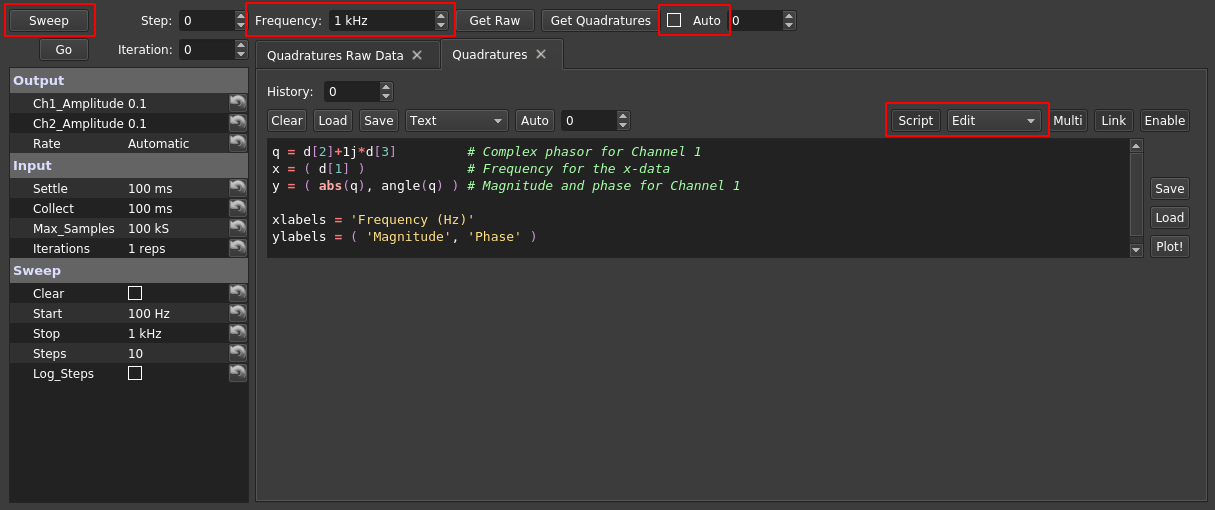 Sweep Step: 0 Frequency: 1 kHz Get Raw Get Quadratures Auto 0
Go Iteration: 0
Quadratures Raw Data Quadratures
Output
Ch1_Amplitude 0.1
Ch2_Amplitude 0.1
Rate Automatic
Input
Settle 100 ms
Collect 100 ms
Max_Samples 100 kS
Iterations 1 reps
Sweep
Clear
Start 100 Hz
Stop 1 kHz
Steps 10
Log_Steps
History: 0
Clear Load Save Text Auto 0 Script Edit Multi Link Enable
q = d[2]+1j*d[3] # Complex phasor for Channel 1
x = ( d[1] ) # Frequency for the x-data
y = ( abs(q), angle(q) ) # Magnitude and phase for Channel 1
xlabels = 'Frequency (Hz)'
ylabels = ( 'Magnitude', 'Phase' )
Save
Load
Plot!